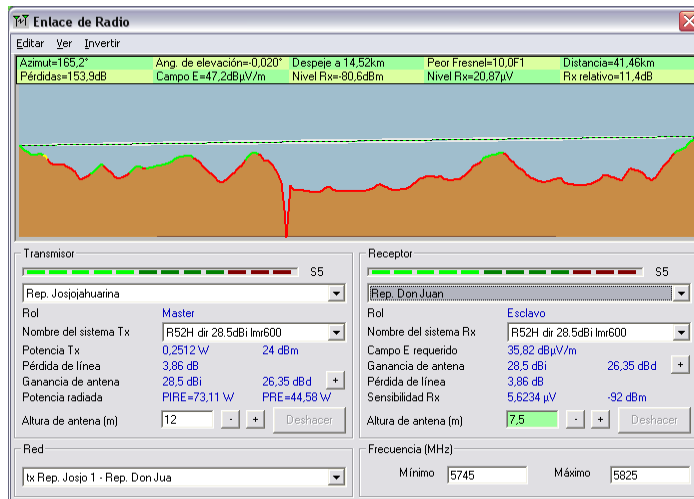 Enlace de Radio
Editar Ver Invertir
Azimut=165,2° Ang. de elevación=-0,020° Despeje a 14,52km Peor Fresnel=10,0F1 Distancia=41,46km
Pérdidas=153,9dB Campo E=47,2dBµV/m Nivel Rx=-80,6dBm Nivel Rx=20,87µV Rx relativo=11,4dB
Transmisor
S5
Rep. Josjojahuarina
Rol Master
Nombre del sistema Tx R52H dir 28.5dBi lmr600
Potencia Tx 0,2512 W 24 dBm
Pérdida de línea 3,86 dB
Ganancia de antena 28,5 dBi 26,35 dBd +
Potencia radiada PIRE=73,11 W PRE=44,58 W
Altura de antena (m) 12 - + Deshacer
Red
tx Rep. Josjo 1 - Rep. Don Jua
Receptor
S5
Rep. Don Juan
Rol Esclavo
Nombre del sistema Rx R52H dir 28.5dBi lmr600
Campo E requerido 35,82 dBµV/m
Ganancia de antena 28,5 dBi 26,35 dBd +
Pérdida de línea 3,86 dB
Sensibilidad Rx 5,6234 µV -92 dBm
Altura de antena (m) 7,5 - + Deshacer
Frecuencia (MHz)
Mínimo 5745 Máximo 5825